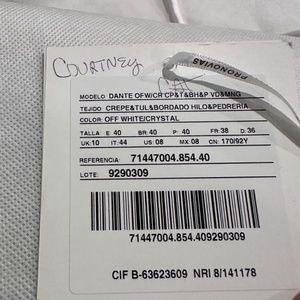 COURTNEY
PRONOVIAS
MODELO: DANTE OFW/CR CP&T&BH&P VD&MNG
TEJIDO: CREPE&TUL&BORDADO HILO&PEDRERIA
COLOR: OFF WHITE/CRYSTAL
TALLA: E: 40 BR: 40 P: 40 FR: 38 D: 36
UK: 10 IT: 44 US: 08 MX: 08 CN: 170/92Y
REFERENCIA: 71447004.854.40
LOTE: 9290309
71447004.854.409290309
CIF B-63623609 NRI 8/141178